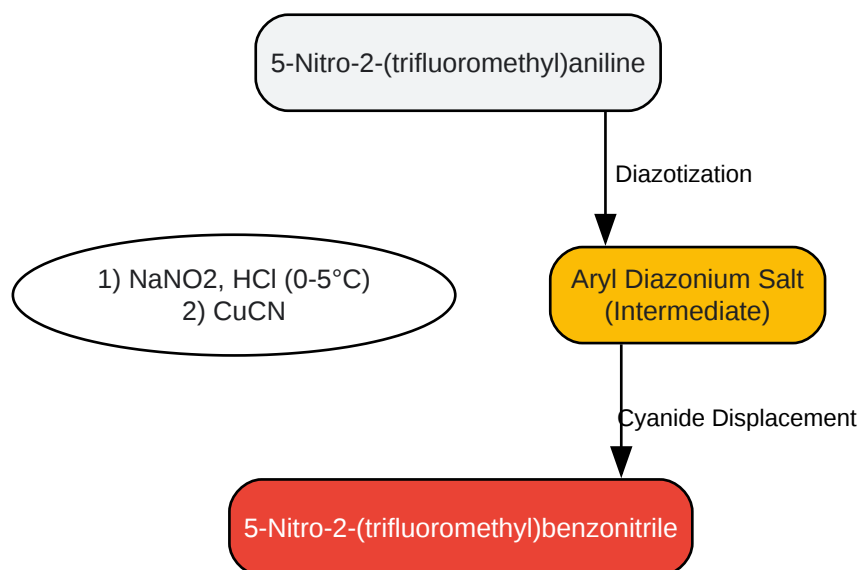 5-Nitro-2-(trifluoromethyl)aniline
Diazotization
1) NaNO2, HCl (0-5°C)
2) CuCN
Aryl Diazonium Salt
(Intermediate)
Cyanide Displacement
5-Nitro-2-(trifluoromethyl)benzonitrile